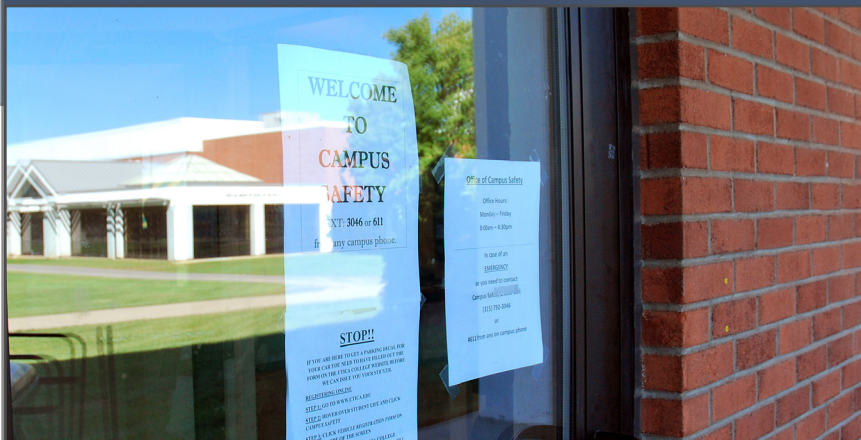 WELCOME
TO
CAMPUS
SAFETY
EXT: 3046 or 611
from any campus phone.
STOP!!
IF YOU ARE HERE TO GET A PARKING DECAL FOR
YOUR CAR YOU NEED TO HAVE FILLED OUT THE
FORM ON THE UTICA COLLEGE WEBSITE BEFORE
WE CAN ISSUE YOU YOUR STICKER.
REGISTERING ONLINE
STEP 1: GO TO WWW.UTICA.EDU
STEP 2: HOVER OVER STUDENT LIFE AND CLICK
CAMPUS SAFETY
STEP 3: CLICK VEHICLE REGISTRATION FORM ON
OF THE SCREEN
COLLEGE
Office of Campus Safety
Office Hours:
Monday – Friday
8:00am – 4:30pm
In case of an
EMERGENCY
or you need to contact
Campus
(315) 792-3046
or
#611 from any on campus phone